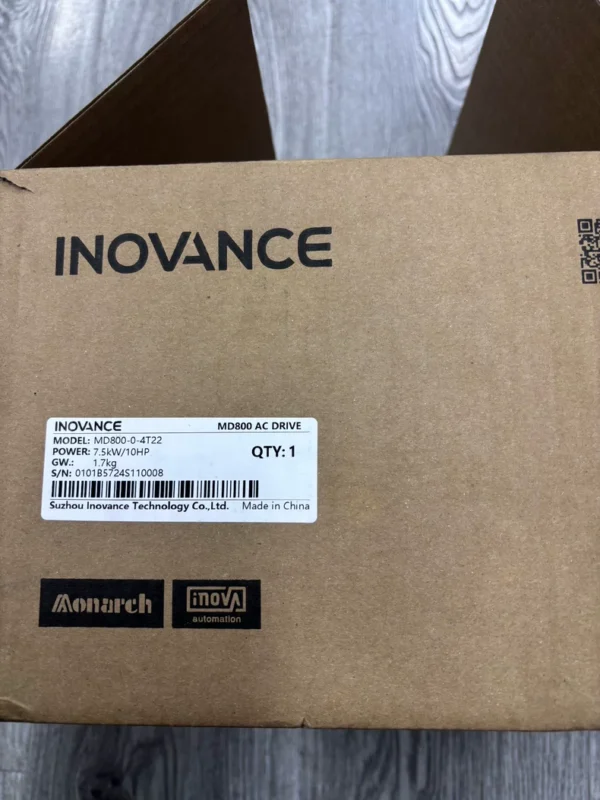 INOVANCE
INOVANCE MD800 AC DRIVE
MODEL: MD800-0-4T22
POWER: 7.5kW/10HP
QTY: 1
GW.: 1.7kg
S/N: 0101B5724S110008
Suzhou Inovance Technology Co.,Ltd. Made in China
Monarch
inovA
automation